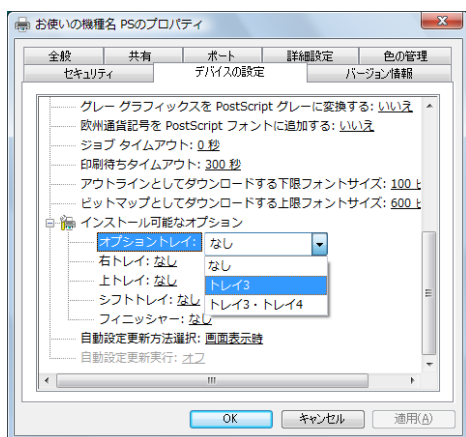 お使いの機種名 PSのプロパティ
全般 共有 ポート 詳細設定 色の管理
セキュリティ デバイスの設定 バージョン情報
グレー グラフィックスを PostScript グレーに変換する: いいえ
欧州通貨記号を PostScript フォントに追加する: いいえ
ジョブ タイムアウト: 0 秒
印刷待ちタイムアウト: 300 秒
アウトラインとしてダウンロードする下限フォントサイズ: 100
ビットマップとしてダウンロードする上限フォントサイズ: 600
インストール可能なオプション
オプショントレイ: なし
右トレイ: なし
なし
上トレイ: なし
トレイ3
シフトトレイ: なし
トレイ3・トレイ4
フィニッシャー: なし
自動設定更新方法選択: 画面表示時
自動設定更新実行: オフ
OK キャンセル 適用(A)